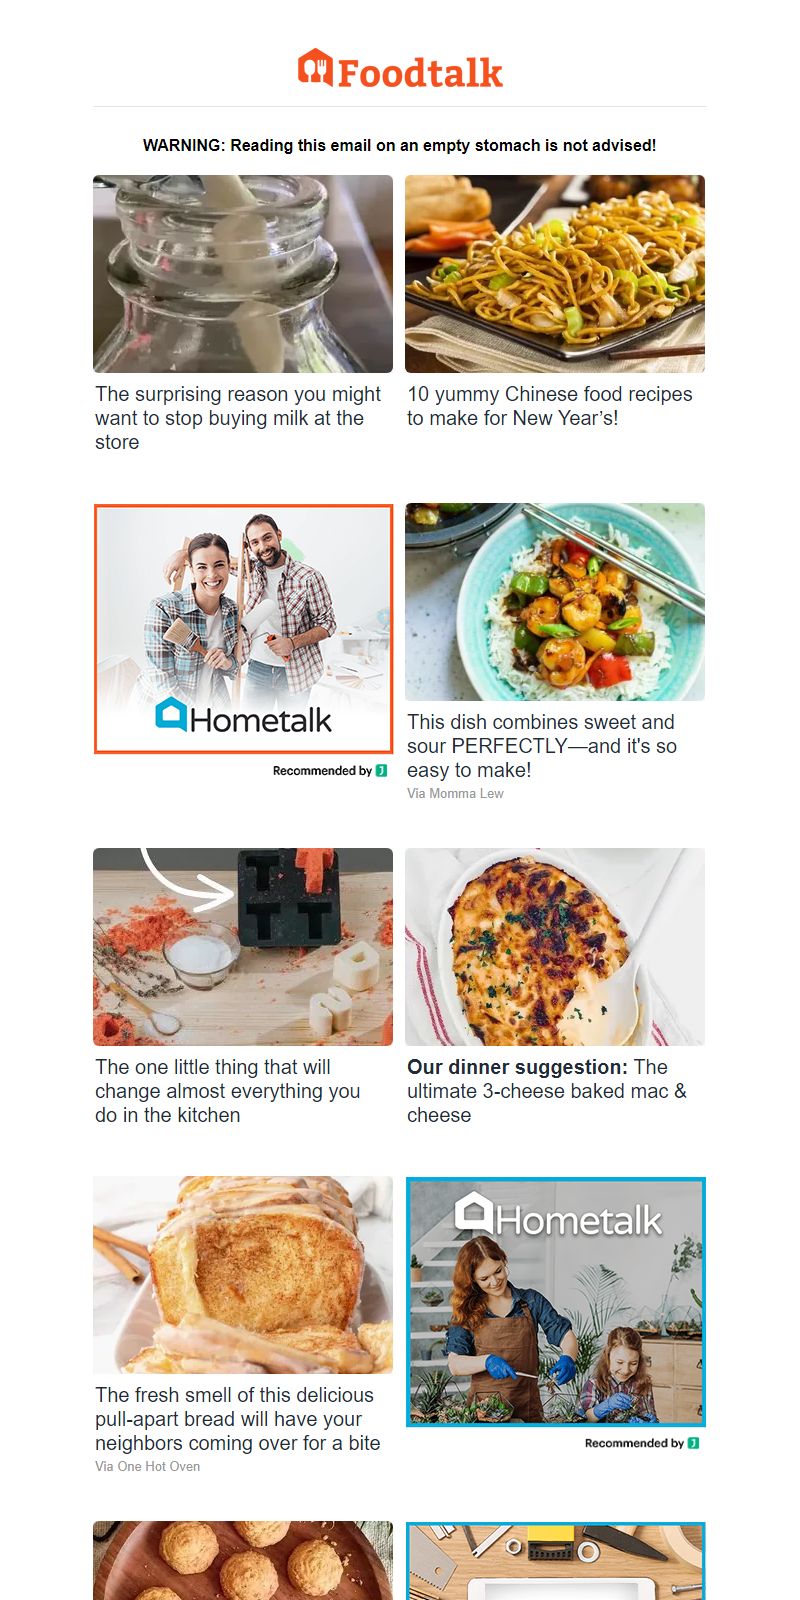 Foodtalk
WARNING: Reading this email on an empty stomach is not advised!
The surprising reason you might
want to stop buying milk at the
store
10 yummy Chinese food recipes
to make for New Year’s!
Hometalk
Recommended by
This dish combines sweet and
sour PERFECTLY—and it's so
easy to make!
Via Momma Lew
The one little thing that will
change almost everything you
do in the kitchen
Our dinner suggestion: The
ultimate 3-cheese baked mac &
cheese
The fresh smell of this delicious
pull-apart bread will have your
neighbors coming over for a bite
Via One Hot Oven
Hometalk
Recommended by